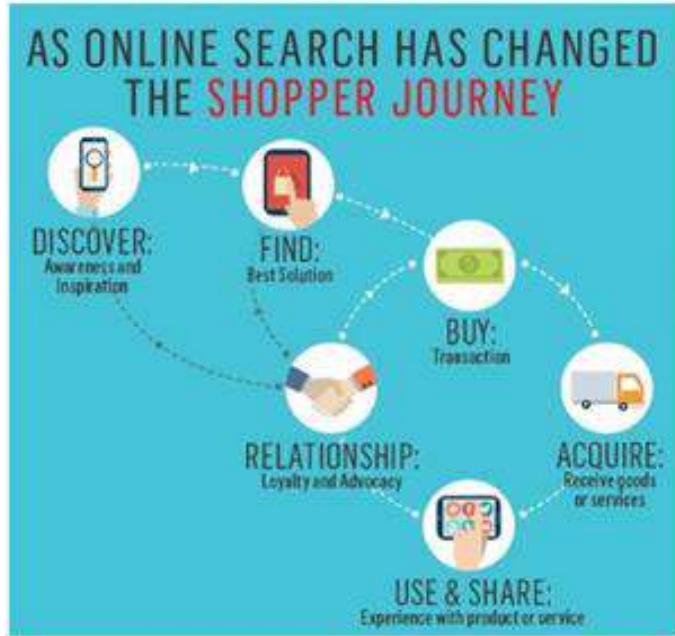 AS ONLINE SEARCH HAS CHANGED
THE SHOPPER JOURNEY
DISCOVER:
Awareness and
Inspiration
FIND:
Best Solution
BUY:
Transaction
RELATIONSHIP:
Loyalty and Advocacy
ACQUIRE:
Receive goods
or services
USE & SHARE:
Experience with product or service